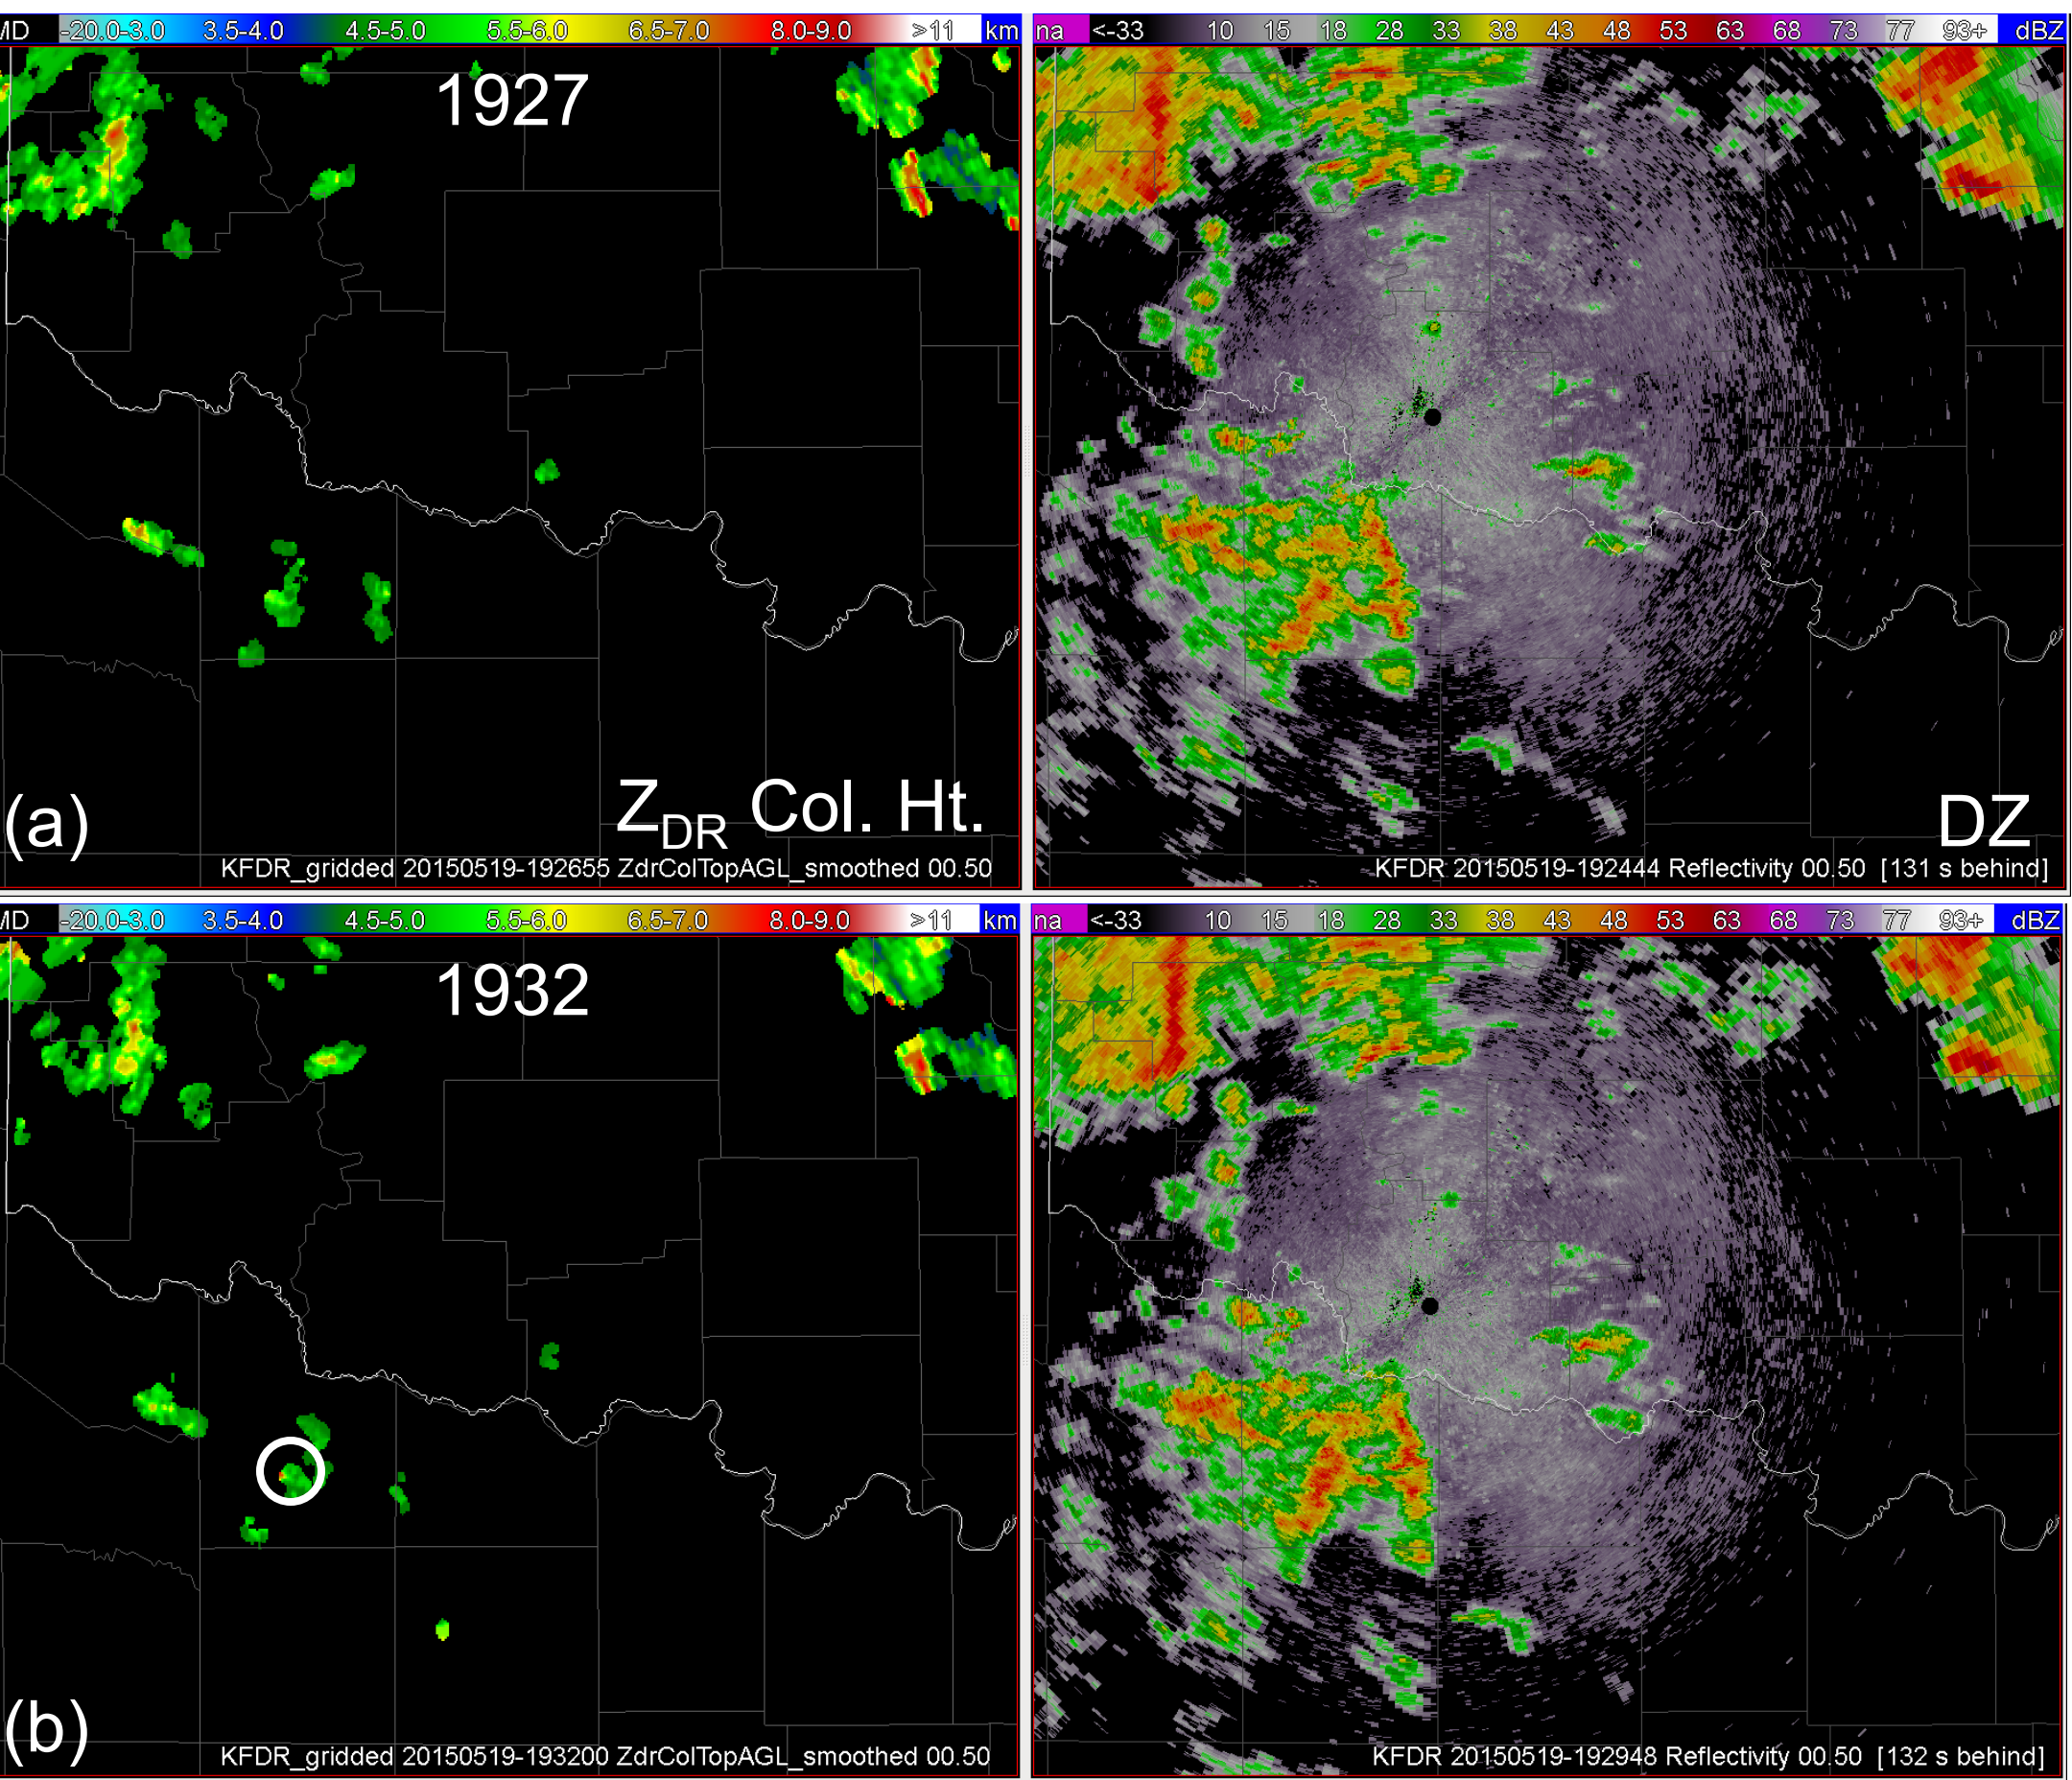 MD -20.0-3.0 3.5-4.0 4.5-5.0 5.5-6.0 6.5-7.0 8.0-9.0 >11 km
na <-33 10 15 18 28 33 38 43 48 53 63 68 73 77 93+ dBZ
1927
(a)
ZDR Col. Ht.
DZ
KFDR_gridded 20150519-192655 ZdrColTopAGL_smoothed 00.50
KFDR 20150519-192444 Reflectivity 00.50 [131 s behind]
MD -20.0-3.0 3.5-4.0 4.5-5.0 5.5-6.0 6.5-7.0 8.0-9.0 >11 km
na <-33 10 15 18 28 33 38 43 48 53 63 68 73 77 93+ dBZ
1932
(b)
KFDR_gridded 20150519-193200 ZdrColTopAGL_smoothed 00.50
KFDR 20150519-192948 Reflectivity 00.50 [132 s behind]